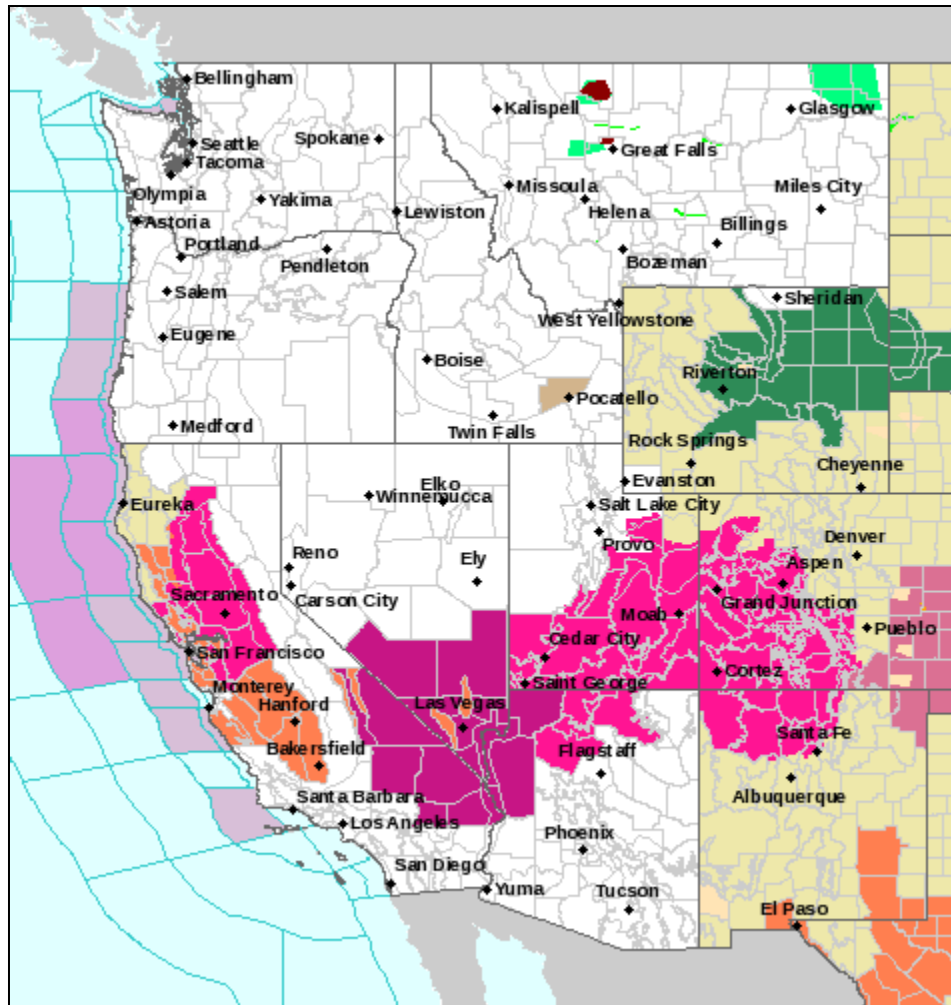 Bellingham
Kalispell
Glasgow
Seattle
Spokane
Great Falls
Tacoma
Olympia
Yakima
Missoula
Miles City
Helena
Astoria
Lewiston
Billings
Portland
Pendleton
Bozeman
Salem
Sheridan
West Yellowstone
Eugene
Boise
Riverton
Pocatello
Medford
Twin Falls
Rock Springs
Cheyenne
Elko
Evanston
Eureka
Winnemucca
Salt Lake City
Denver
Reno
Provo
Ely
Aspen
Sacramento
Carson City
Moab
Grand Junction
Pueblo
Cedar City
San Francisco
Cortez
Saint George
Monterey
Hanford
Las Vegas
Santa Fe
Bakersfield
Flagstaff
Santa Barbara
Albuquerque
Los Angeles
Phoenix
San Diego
Yuma
Tucson
El Paso